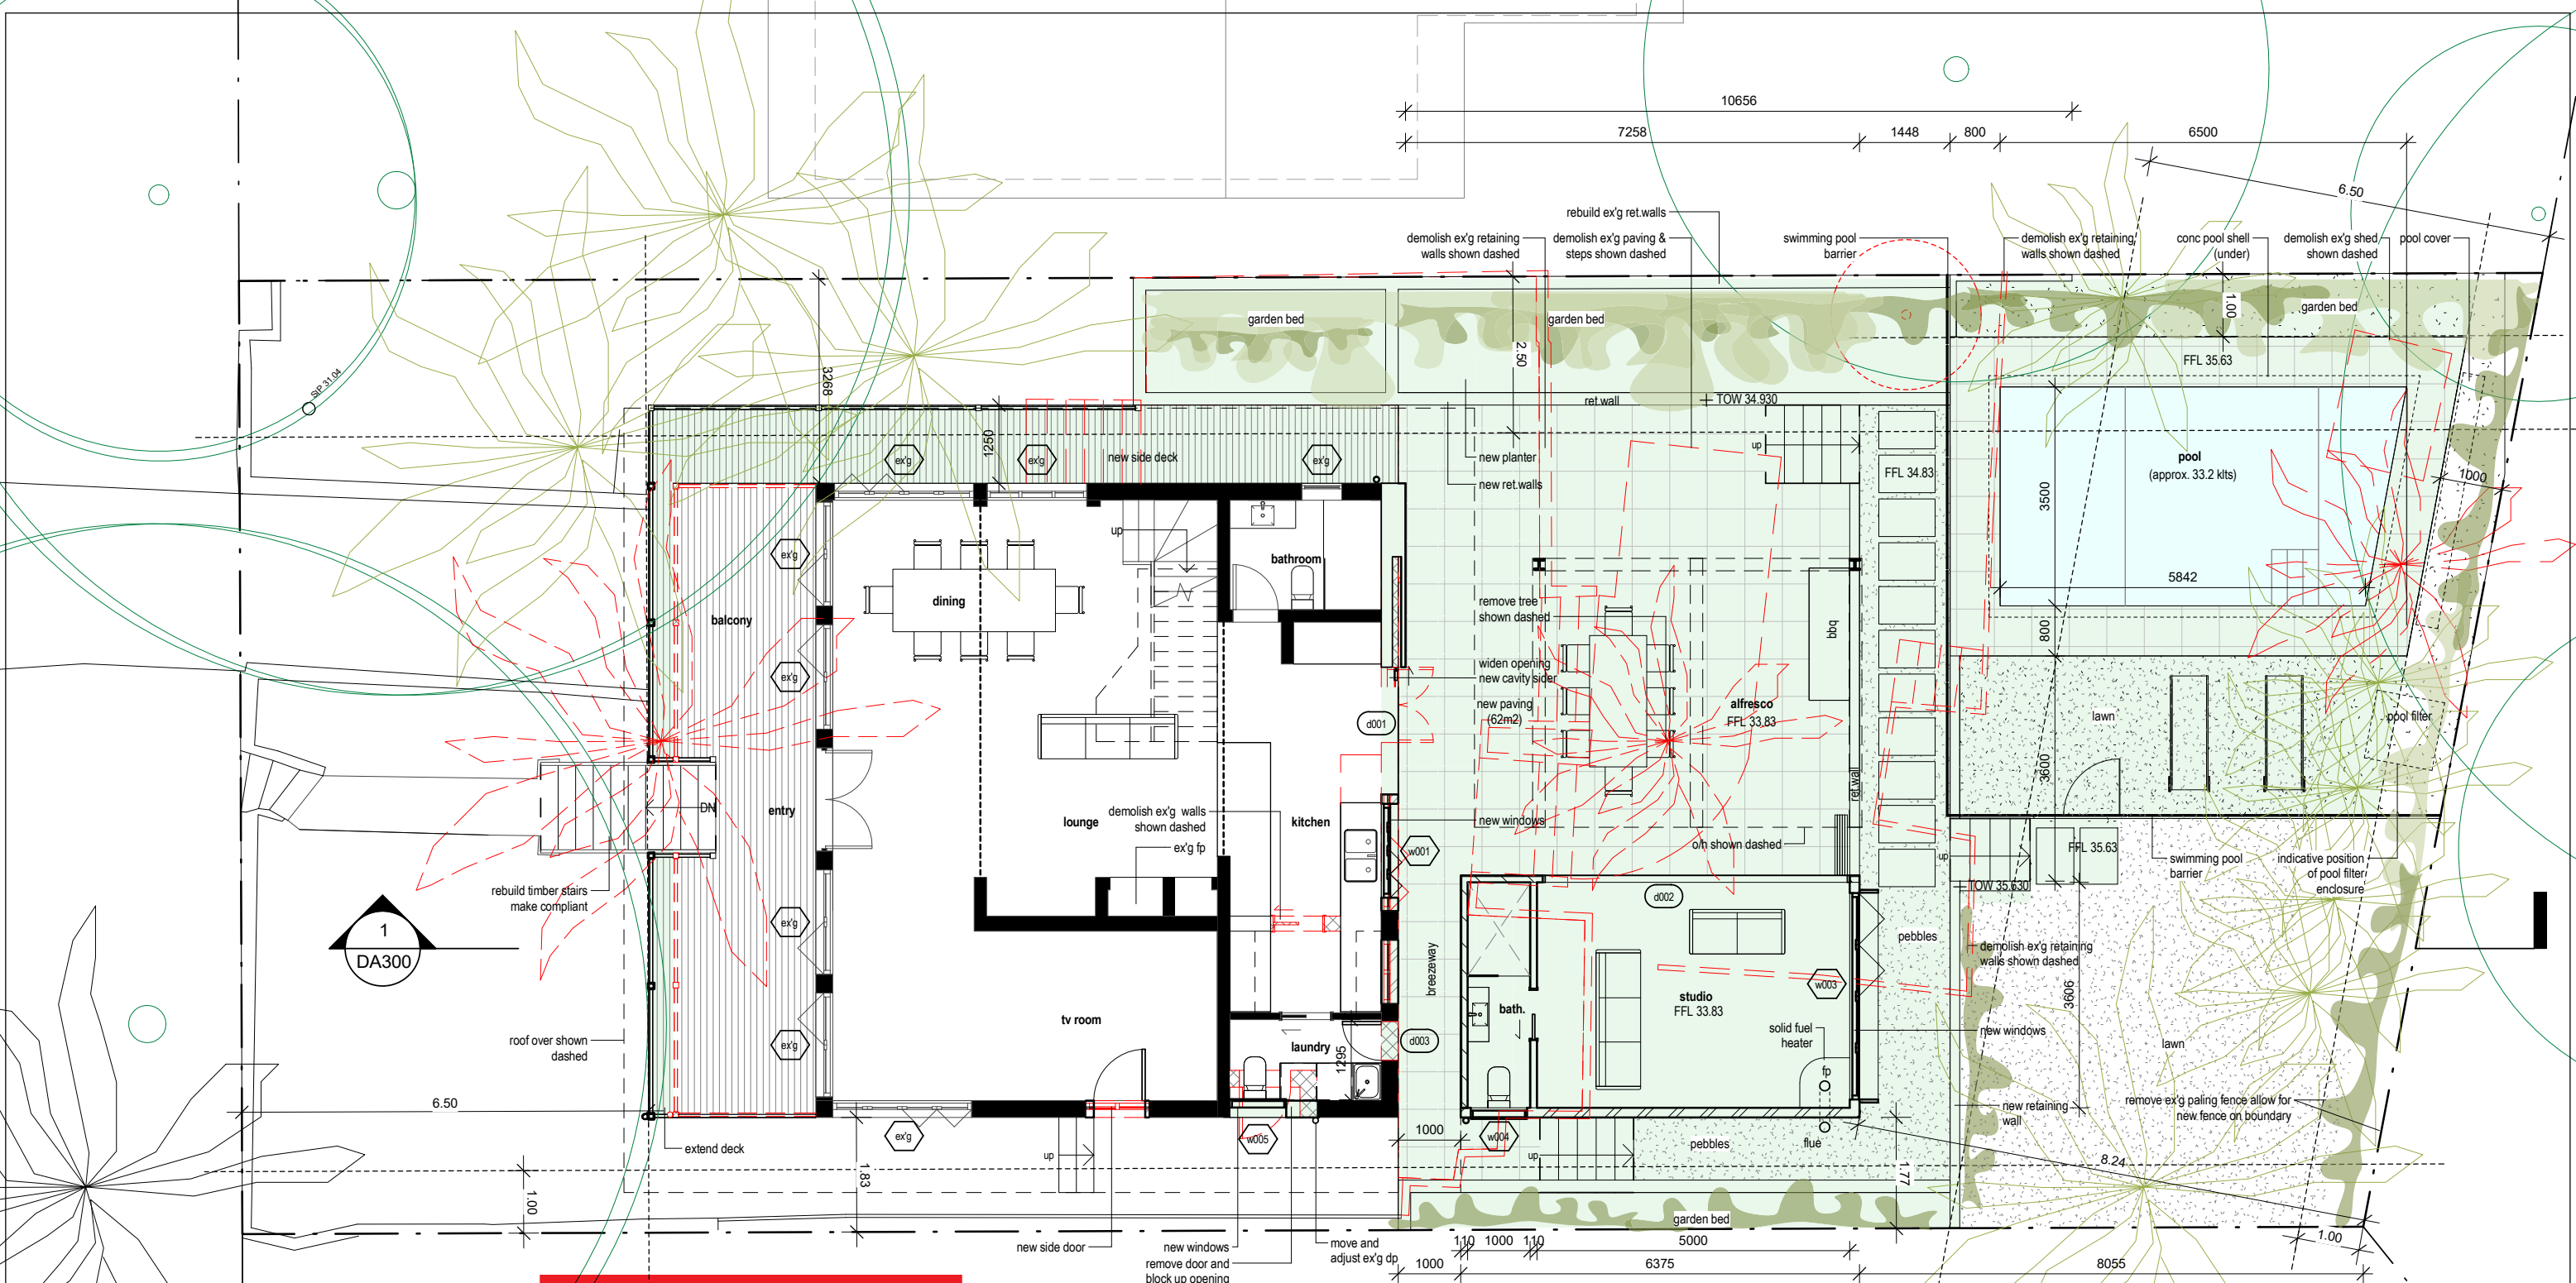 10656
7258
1448
800
6500
6.50
rebuild ex'g ret.walls
demolish ex'g retaining
walls shown dashed
demolish ex'g paving &
steps shown dashed
swimming pool
barrier
demolish ex'g retaining
walls shown dashed
conc pool shell
(under)
demolish ex'g shed
shown dashed
pool cover
garden bed
garden bed
garden bed
1.00
2.50
3268
SIP 31.04
FFL 35.63
ret.wall
TOW 34.930
1250
ex'g
ex'g
new side deck
ex'g
new planter
new ret.walls
up
FFL 34.83
pool
(approx. 33.2 klts)
1000
3500
5842
800
up
bathroom
ex'g
dining
balcony
remove tree
shown dashed
bbq
widen opening
new cavity sider
ex'g
new paving
(62m2)
d001
alfresco
FFL 33.83
lawn
pool filter
3600
ret.wall
DN
entry
lounge
demolish ex'g walls
shown dashed
kitchen
new windows
ex'g fp
w001
o/h shown dashed
up
FFL 35.63
swimming pool
barrier
indicative position
of pool filter
enclosure
TOW 35.630
rebuild timber stairs
make compliant
ex'g
d002
1
DA300
breezeway
pebbles
demolish ex'g retaining
walls shown dashed
w003
3606
studio
FFL 33.83
bath.
tv room
solid fuel
heater
new windows
lawn
roof over shown
dashed
ex'g
laundry
1295
d003
fp
6.50
new retaining
wall
remove ex'g paling fence allow for
new fence on boundary
extend deck
ex'g
w005
1000
w004
pebbles
flue
up
up
1.83
1.77
8.24
1.00
garden bed
new side door
new windows
remove door and
block up opening
move and
adjust ex'g dp
110
1000
110
5000
1.00
1000
6375
8055